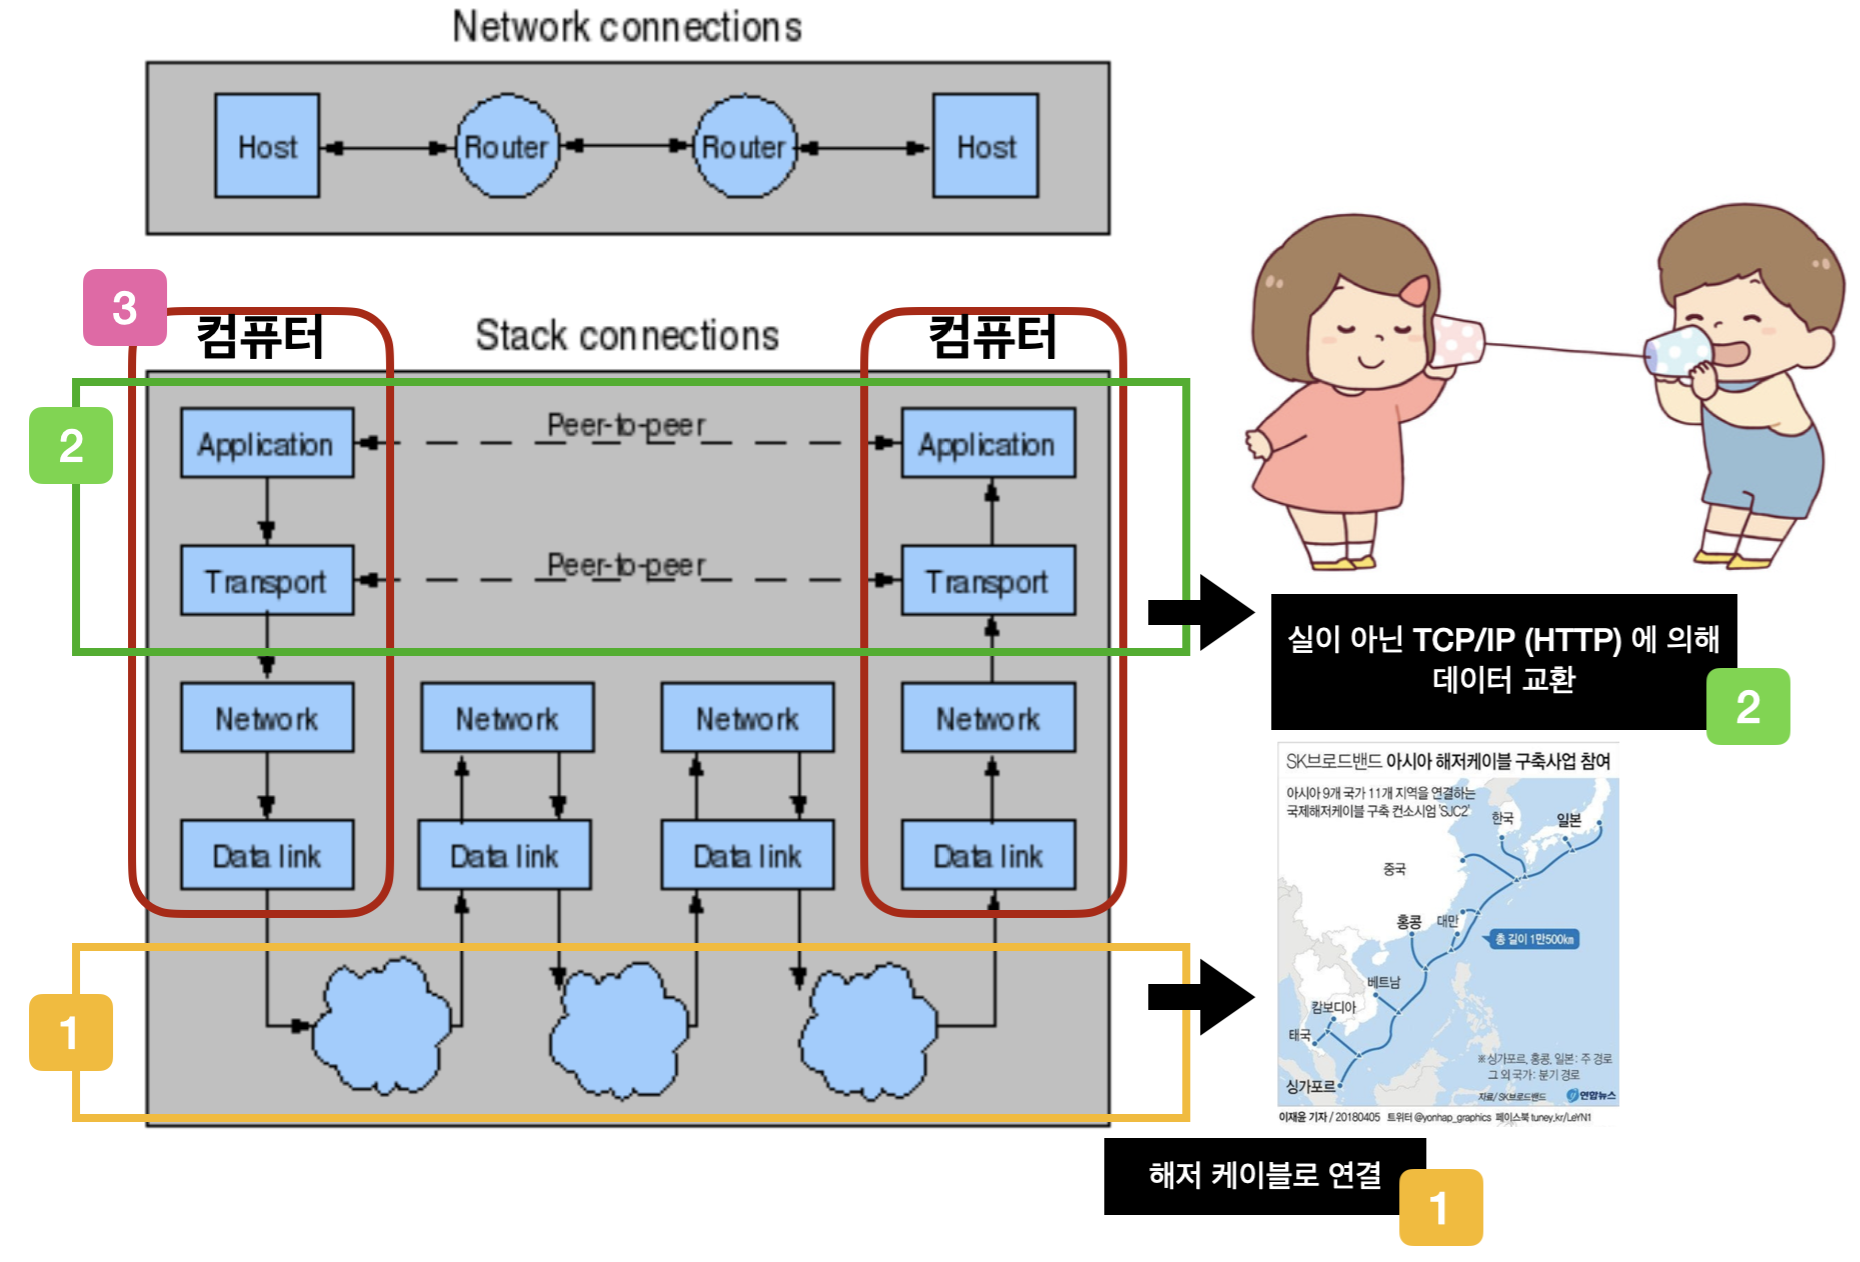 Network connections
Host
Router
Router
Host
3
컴퓨터
Stack connections
컴퓨터
2
Application
Peer-to-peer
Application
Transport
Peer-to-peer
Transport
Network
Network
Network
Network
Data link
Data link
Data link
Data link
1
실이 아닌 TCP/IP (HTTP) 에 의해
데이터 교환
2
SK브로드밴드 아시아 해저케이블 구축사업 참여
아시아 9개 국가 11개 지역을 연결하는
국제해저케이블 구축 컨소시엄 'SJC2'
한국
일본
중국
홍콩
대만
총 길이 1만500㎞
베트남
캄보디아
태국
싱가포르
※싱가포르, 홍콩, 일본: 주 경로
그 외 국가: 분기 경로
자료/ SK브로드밴드
연합뉴스
이재윤 기자 / 20180405 트위터 @yonhap_graphics 페이스북 tuney.kr/LeYN1
해저 케이블로 연결
1